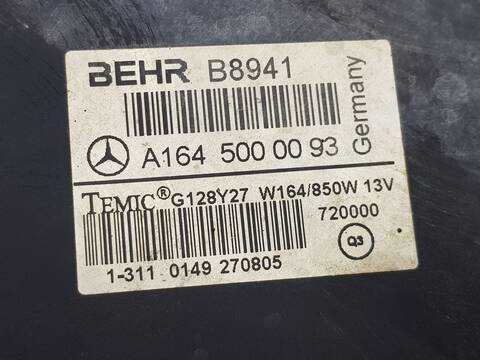 BEHR B8941
A164 500 00 93
Germany
TEMIC® G128Y27 W164/850W 13V
720000
Q3
1-311 0149 270805